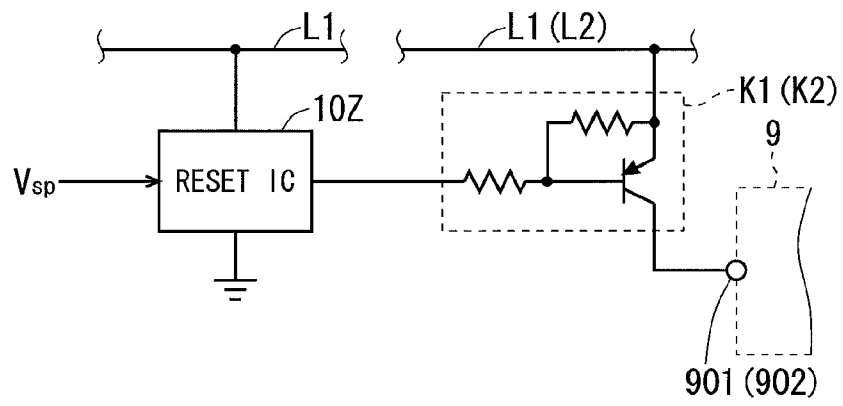 L1
L1(L2)
K1(K2)
10Z
9
Vsp
RESET IC
901(902)